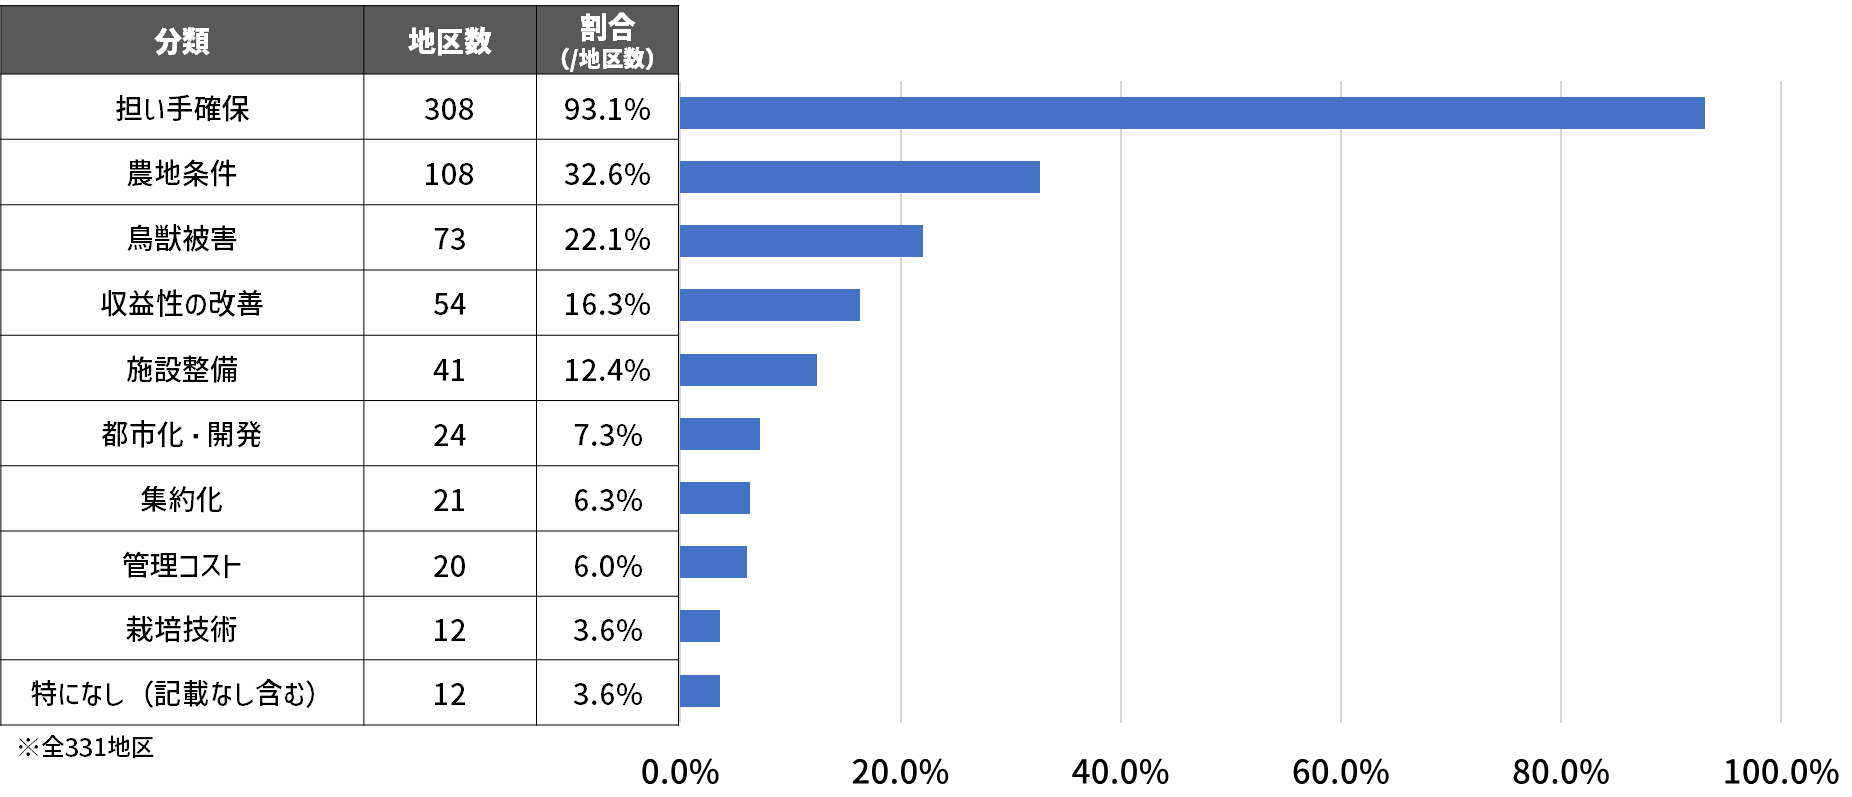 分類 地区数 割合
(/地区数)
担い手確保 308 93.1%
農地条件 108 32.6%
鳥獣被害 73 22.1%
収益性の改善 54 16.3%
施設整備 41 12.4%
都市化・開発 24 7.3%
集約化 21 6.3%
管理コスト 20 6.0%
栽培技術 12 3.6%
特になし（記載なし含む） 12 3.6%
※全331地区
0.0% 20.0% 40.0% 60.0% 80.0% 100.0%